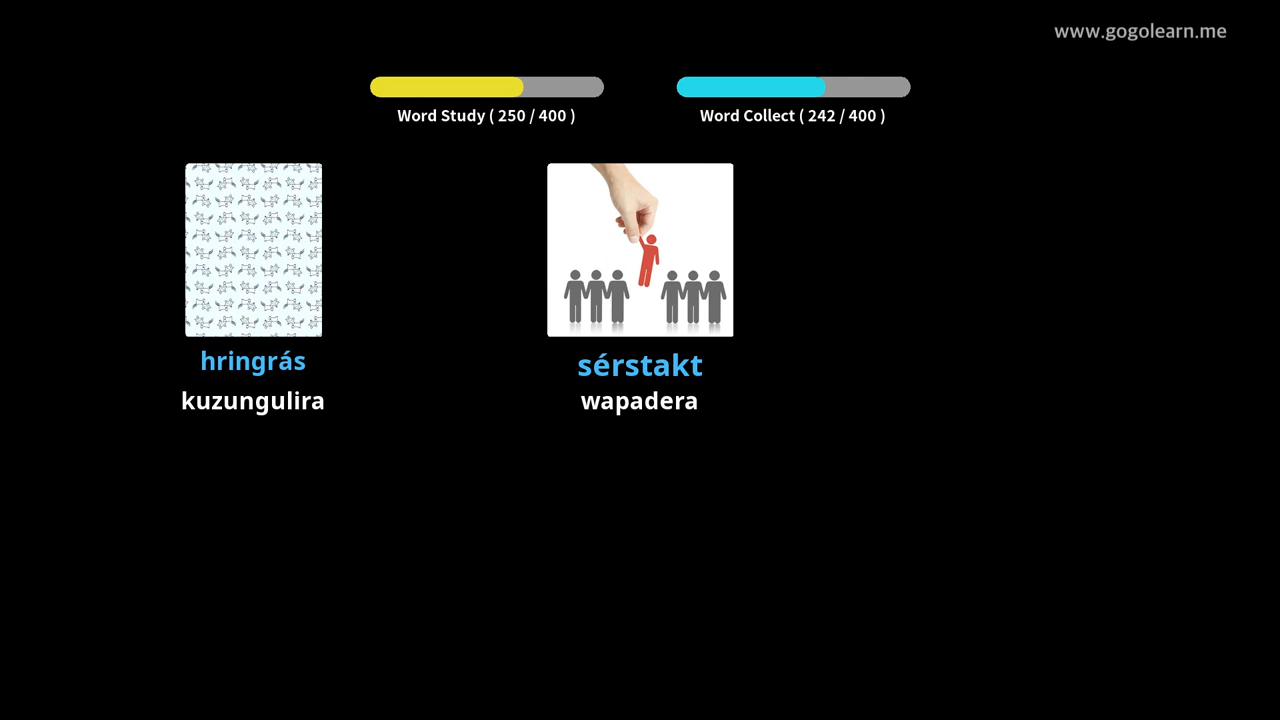 www.gogolearn.me
Word Study ( 250 / 400 )
Word Collect ( 242 / 400 )
hringrás
kuzungulira
sérstakt
wapadera